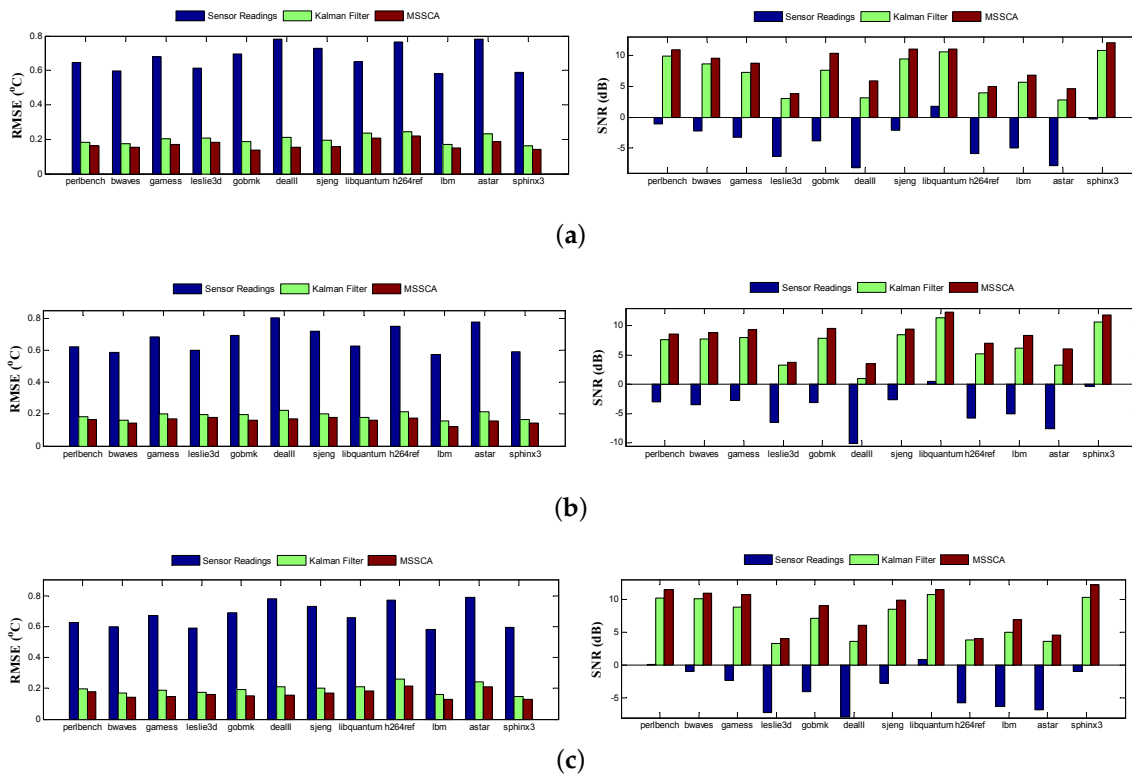 Sensor Readings Kalman Filter MSSCA
RMSE (°C)
0.8
0.6
0.4
0.2
0
perlbench bwaves gamess leslie3d gobmk dealII sjeng libquantum h264ref lbm astar sphinx3
Sensor Readings Kalman Filter MSSCA
SNR (dB)
10
5
0
-5
perlbench bwaves gamess leslie3d gobmk dealII sjeng libquantum h264ref lbm astar sphinx3
(a)
Sensor Readings Kalman Filter MSSCA
RMSE (°C)
0.8
0.6
0.4
0.2
0
perlbench bwaves gamess leslie3d gobmk dealII sjeng libquantum h264ref lbm astar sphinx3
Sensor Readings Kalman Filter MSSCA
SNR (dB)
10
5
0
-5
-10
perlbench bwaves gamess leslie3d gobmk dealII sjeng libquantum h264ref lbm astar sphinx3
(b)
Sensor Readings Kalman Filter MSSCA
RMSE (°C)
0.8
0.6
0.4
0.2
0
perlbench bwaves gamess leslie3d gobmk dealII sjeng libquantum h264ref lbm astar sphinx3
Sensor Readings Kalman Filter MSSCA
SNR (dB)
10
5
0
-5
perlbench bwaves gamess leslie3d gobmk dealII sjeng libquantum h264ref lbm astar sphinx3
(c)